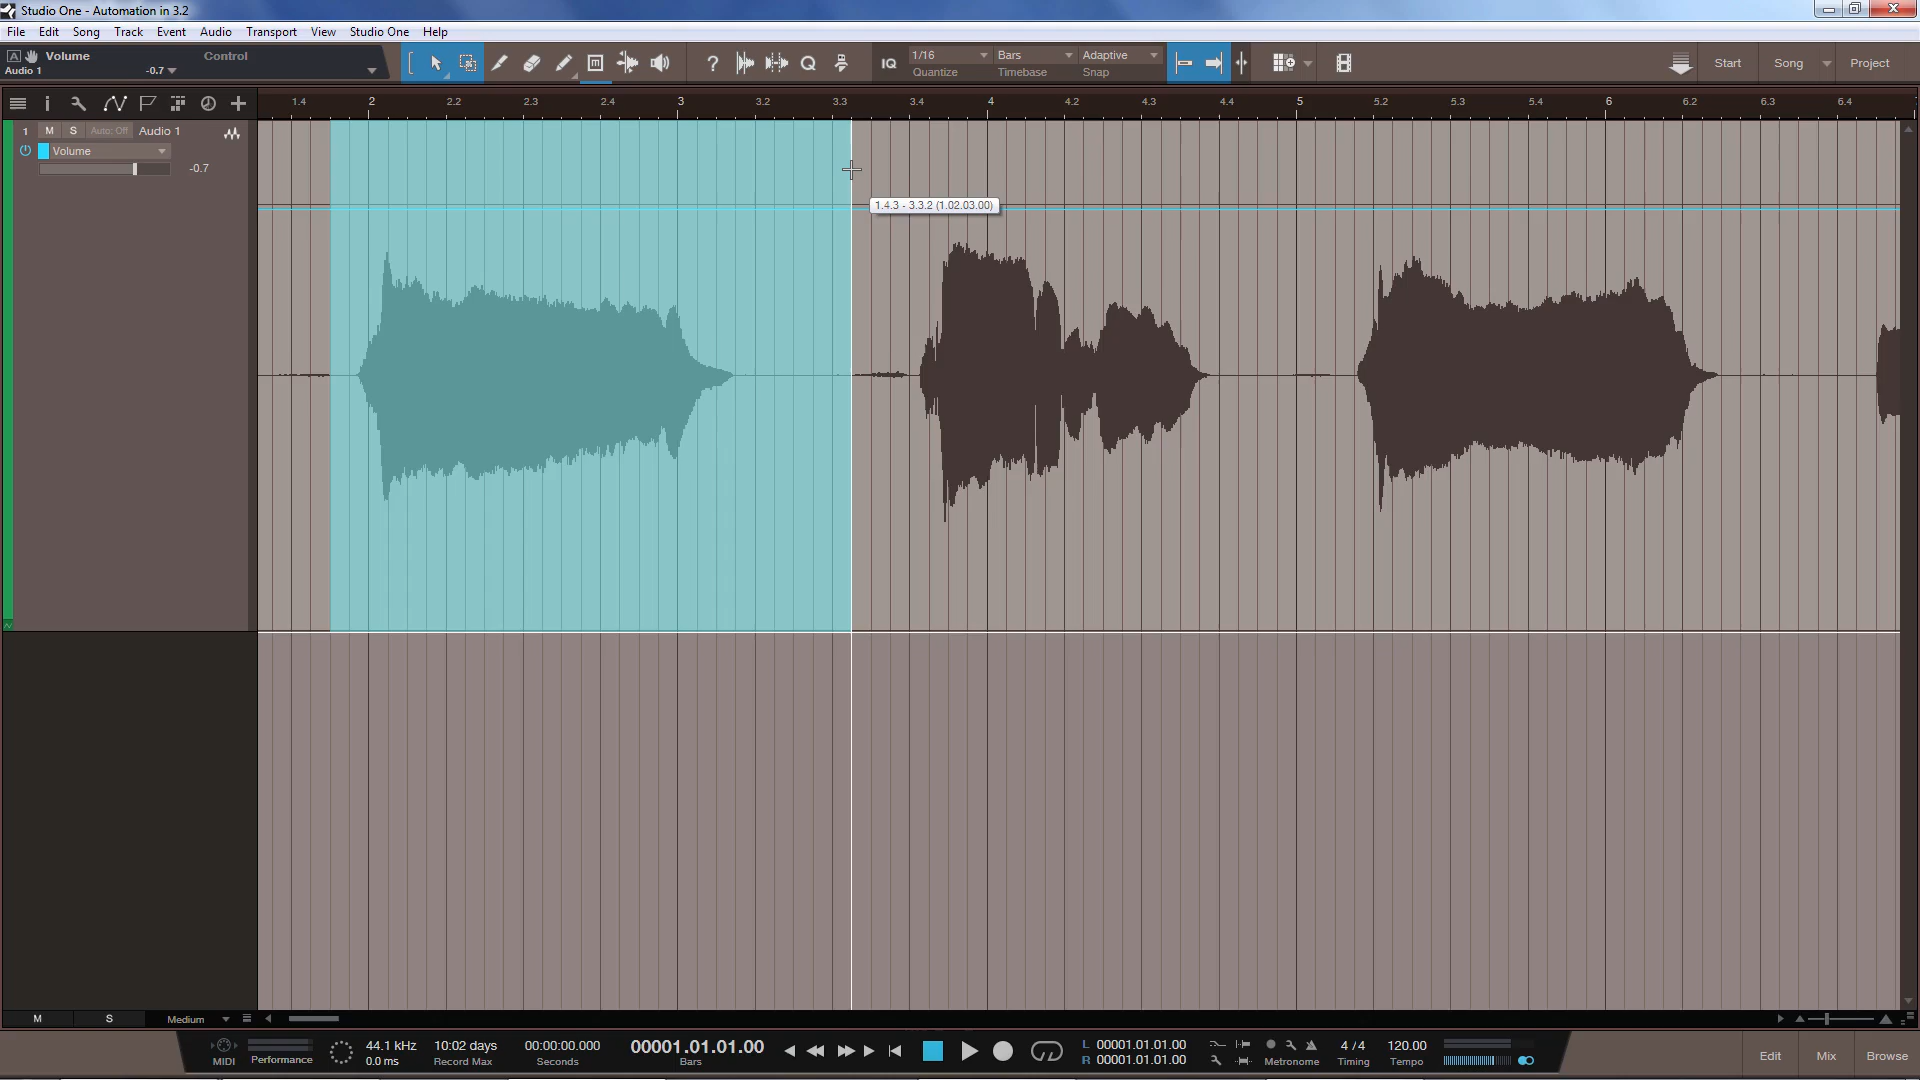 Studio One - Automation in 3.2
File Edit Song Track Event Audio Transport View Studio One Help
A Volume Control
Audio 1 -0.7
? Q IQ 1/16 Bars Adaptive
Quantize Timebase Snap
Start Song Project
i 1.4 2 2.2 2.3 2.4 3 3.2 3.3 3.4 4 4.2 4.3 4.4 5 5.2 5.3 5.4 6 6.2 6.3 6.4
1 M S Auto: Off Audio 1
Volume
-0.7
1.4.3 - 3.3.2 (1.02.03.00)
M S Medium
MIDI Performance
44.1 kHz 10:02 days 00:00:00.000 00001.01.01.00
0.0 ms Record Max Seconds Bars
L 00001.01.01.00
R 00001.01.01.00
Metronome
4 / 4 120.00
Timing Tempo
Edit Mix Browse